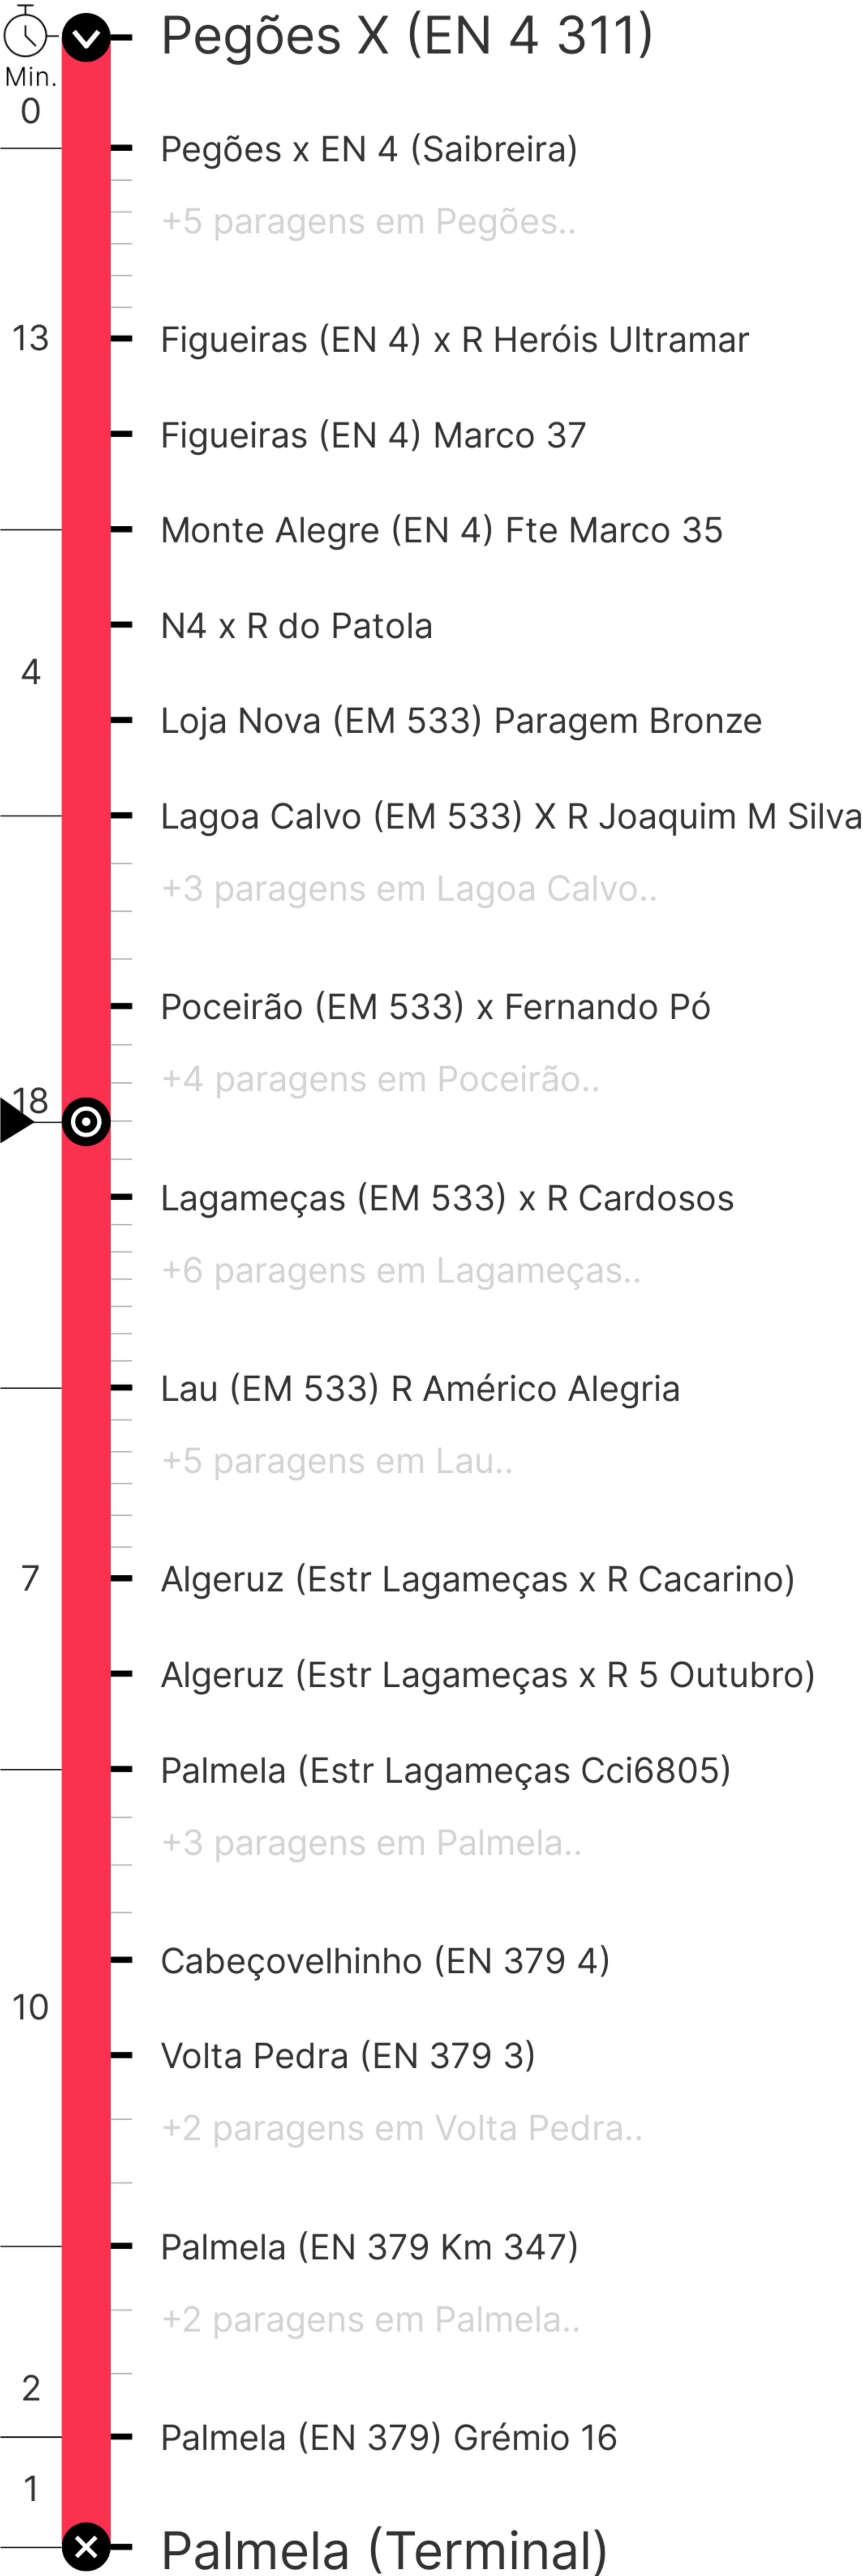 Pegões X (EN 4 311)
Min.
0
Pegões x EN 4 (Saibreira)
+5 paragens em Pegões..
13
Figueiras (EN 4) x R Heróis Ultramar
Figueiras (EN 4) Marco 37
Monte Alegre (EN 4) Fte Marco 35
N4 x R do Patola
4
Loja Nova (EM 533) Paragem Bronze
Lagoa Calvo (EM 533) X R Joaquim M Silva
+3 paragens em Lagoa Calvo..
Poceirão (EM 533) x Fernando Pó
+4 paragens em Poceirão..
18
Lagameças (EM 533) x R Cardosos
+6 paragens em Lagameças..
Lau (EM 533) R Américo Alegria
+5 paragens em Lau..
7
Algeruz (Estr Lagameças x R Cacarino)
Algeruz (Estr Lagameças x R 5 Outubro)
Palmela (Estr Lagameças Cci6805)
+3 paragens em Palmela..
Cabeçovelhinho (EN 379 4)
10
Volta Pedra (EN 379 3)
+2 paragens em Volta Pedra..
Palmela (EN 379 Km 347)
+2 paragens em Palmela..
2
Palmela (EN 379) Grémio 16
1
Palmela (Terminal)